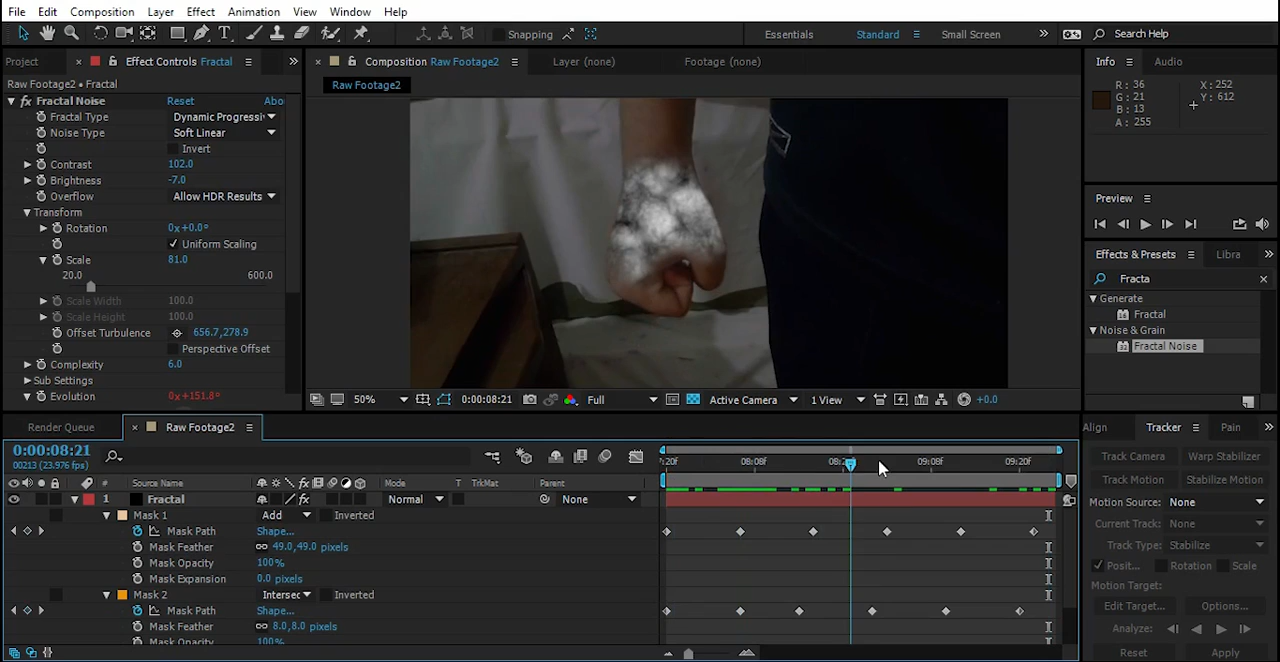 File Edit Composition Layer Effect Animation View Window Help
Snapping Essentials Standard Small Screen Search Help
Project Effect Controls Fractal Composition Raw Footage2 Layer (none) Footage (none) Info Audio
Raw Footage2 • Fractal Raw Footage2
R : 36 X : 252
G : 21 Y : 612
B : 13
A : 255
Fractal Noise Reset Abo
Fractal Type Dynamic Progressi
Noise Type Soft Linear
Invert
Contrast 102.0
Brightness -7.0
Overflow Allow HDR Results
Transform
Rotation 0x+0.0°
Uniform Scaling
Scale 81.0
20.0 600.0
Scale Width 100.0
Scale Height 100.0
Offset Turbulence 656.7,278.9
Perspective Offset
Complexity 6.0
Sub Settings
Evolution 0x+151.8°
Preview
Effects & Presets Libra
Fracta
Generate
Fractal
Noise & Grain
Fractal Noise
50% 0:00:08:21 Full Active Camera 1 View +0.0
Render Queue Raw Footage2
0:00:08:21
00213 (23.976 fps)
:20f 08:08f 09:08f 09:20f
Source Name Mode T TrkMat Parent
1 Fractal Normal None
Mask 1 Add Inverted
Mask Path Shape...
Mask Feather 49.0,49.0 pixels
Mask Opacity 100%
Mask Expansion 0.0 pixels
Mask 2 Intersec Inverted
Mask Path Shape...
Mask Feather 8.0,8.0 pixels
Mask Opacity 100%
Align Tracker Pain
Track Camera Warp Stabilizer
Track Motion Stabilize Motion
Motion Source: None
Current Track: None
Track Type: Stabilize
Posit... Rotation Scale
Motion Target:
Edit Target... Options...
Analyze:
Reset Apply